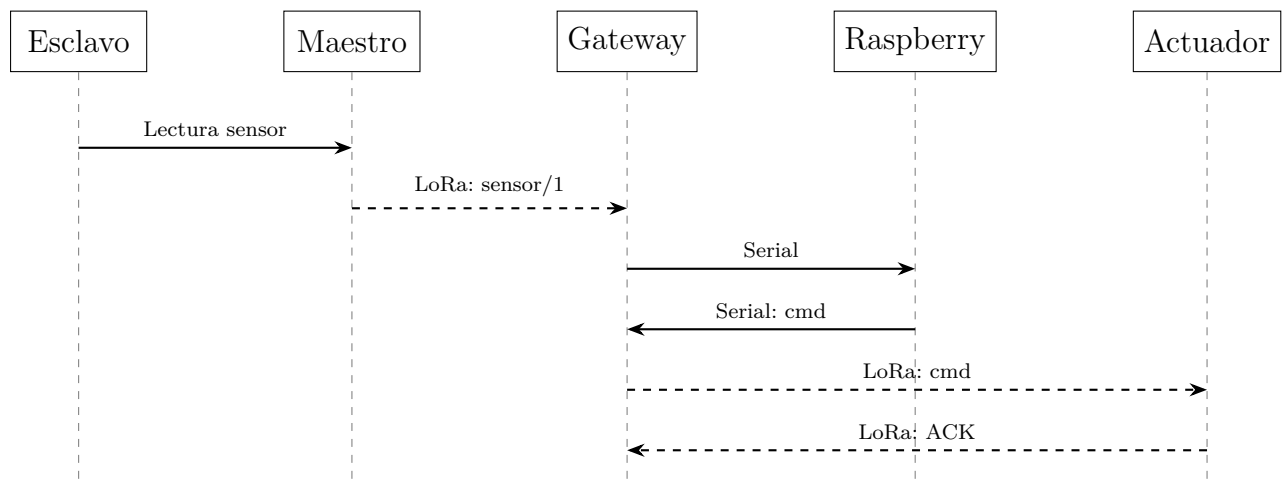 Esclavo
Maestro
Gateway
Raspberry
Actuador
Lectura sensor
LoRa: sensor/1
Serial
Serial: cmd
LoRa: cmd
LoRa: ACK